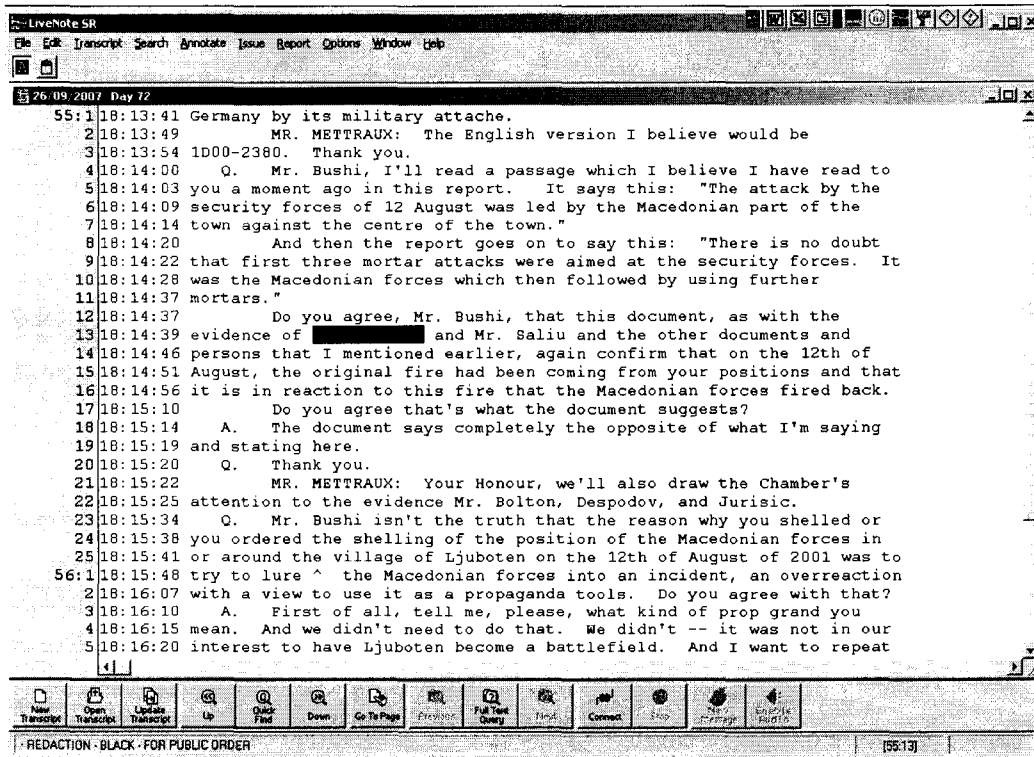 LiveNote SR
File Edit Transcript Search Annotate Issue Report Options Window Help
26/09/2007 Day 72
55:1 18:13:41 Germany by its military attache.
2 18:13:49 MR. METTRAUX: The English version I believe would be
3 18:13:54 1D00-2380. Thank you.
4 18:14:00 Q. Mr. Bushi, I'll read a passage which I believe I have read to
5 18:14:03 you a moment ago in this report. It says this: "The attack by the
6 18:14:09 security forces of 12 August was led by the Macedonian part of the
7 18:14:14 town against the centre of the town."
8 18:14:20 And then the report goes on to say this: "There is no doubt
9 18:14:22 that first three mortar attacks were aimed at the security forces. It
10 18:14:28 was the Macedonian forces which then followed by using further
11 18:14:37 mortars."
12 18:14:37 Do you agree, Mr. Bushi, that this document, as with the
13 18:14:39 evidence of and Mr. Saliu and the other documents and
14 18:14:46 persons that I mentioned earlier, again confirm that on the 12th of
15 18:14:51 August, the original fire had been coming from your positions and that
16 18:14:56 it is in reaction to this fire that the Macedonian forces fired back.
17 18:15:10 Do you agree that's what the document suggests?
18 18:15:14 A. The document says completely the opposite of what I'm saying
19 18:15:19 and stating here.
20 18:15:20 Q. Thank you.
21 18:15:22 MR. METTRAUX: Your Honour, we'll also draw the Chamber's
22 18:15:25 attention to the evidence Mr. Bolton, Despodov, and Jurisic.
23 18:15:34 Q. Mr. Bushi isn't the truth that the reason why you shelled or
24 18:15:38 you ordered the shelling of the position of the Macedonian forces in
25 18:15:41 or around the village of Ljuboten on the 12th of August of 2001 was to
56:1 18:15:48 try to lure ^ the Macedonian forces into an incident, an overreaction
2 18:16:07 with a view to use it as a propaganda tools. Do you agree with that?
3 18:16:10 A. First of all, tell me, please, what kind of prop grand you
4 18:16:15 mean. And we didn't need to do that. We didn't -- it was not in our
5 18:16:20 interest to have Ljuboten become a battlefield. And I want to repeat
New Transcript Open Transcript Update Transcript Up Quick Find Down Go To Page Previous Full Text Query Next Connect Stop New Message Enable Audio
- REDACTION - BLACK - FOR PUBLIC ORDER [55:13]